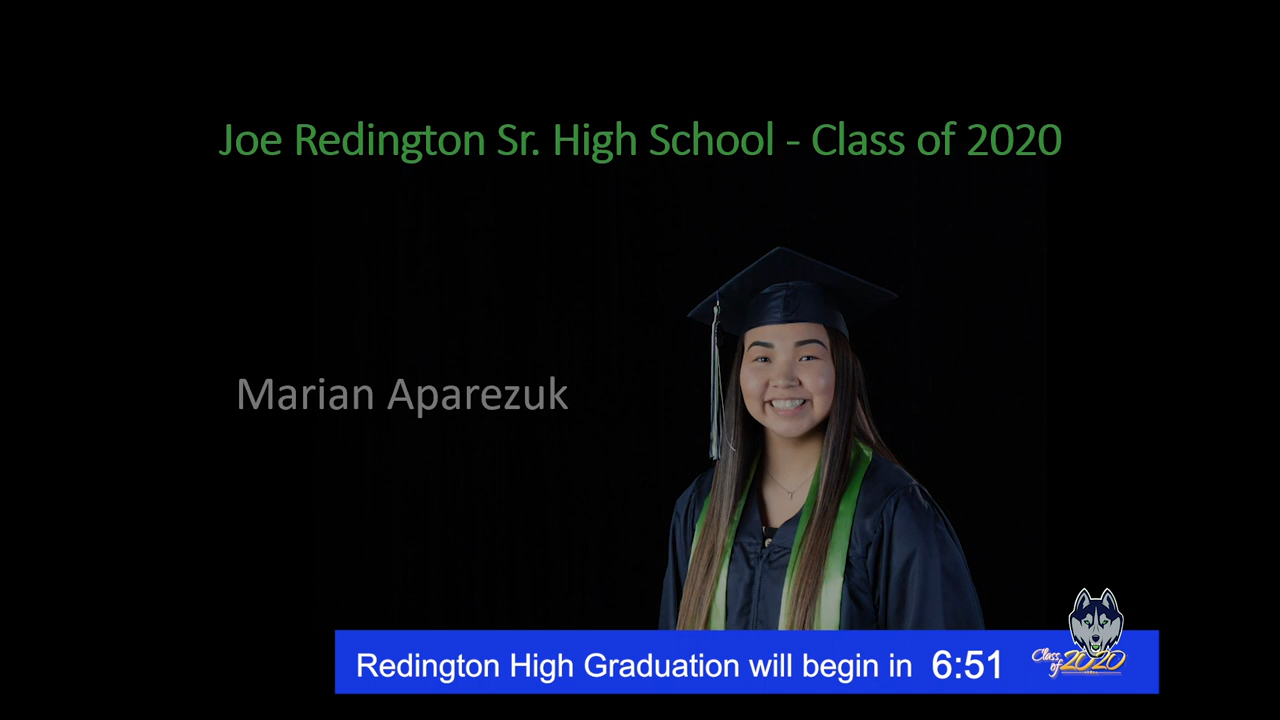 Joe Redington Sr. High School - Class of 2020
Marian Aparezuk
Redington High Graduation will begin in 6:51
Class of 2020